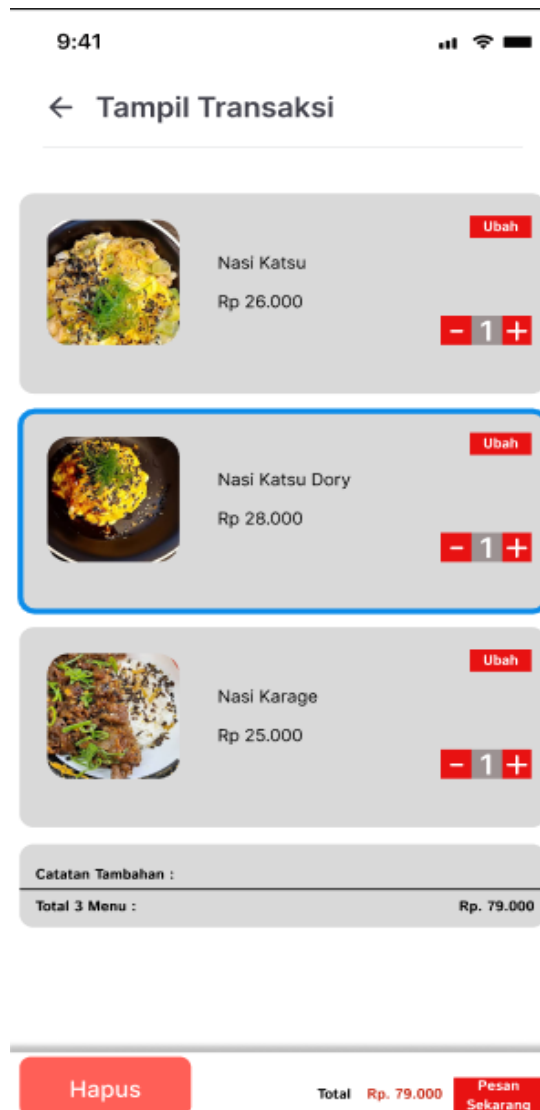 9:41
← Tampil Transaksi
Ubah
Nasi Katsu
Rp 26.000
- 1 +
Ubah
Nasi Katsu Dory
Rp 28.000
- 1 +
Ubah
Nasi Karage
Rp 25.000
- 1 +
Catatan Tambahan :
Total 3 Menu : Rp. 79.000
Hapus
Total Rp. 79.000
Pesan
Sekarang